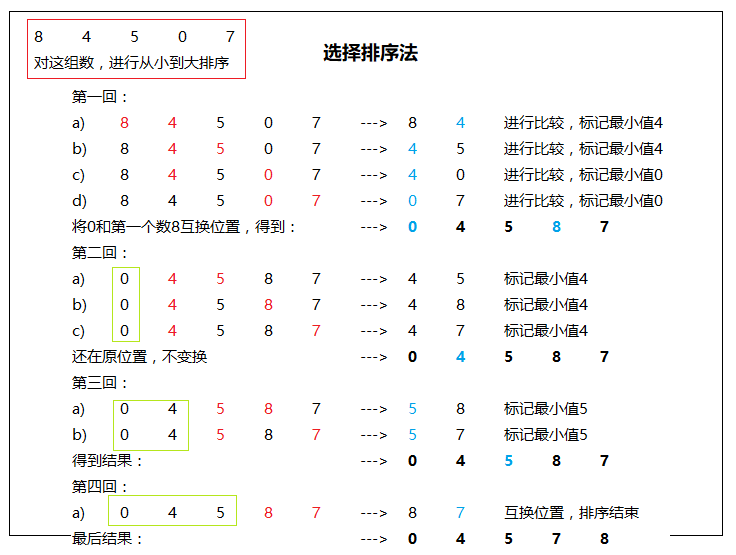 8 4 5 0 7
对这组数，进行从小到大排序
选择排序法
第一回：
a) 8 4 5 0 7 ---> 8 4 进行比较，标记最小值4
b) 8 4 5 0 7 ---> 4 5 进行比较，标记最小值4
c) 8 4 5 0 7 ---> 4 0 进行比较，标记最小值0
d) 8 4 5 0 7 ---> 0 7 进行比较，标记最小值0
将0和第一个数8互换位置，得到： ---> 0 4 5 8 7
第二回：
a) 0 4 5 8 7 ---> 4 5 标记最小值4
b) 0 4 5 8 7 ---> 4 8 标记最小值4
c) 0 4 5 8 7 ---> 4 7 标记最小值4
还在原位置，不变换 ---> 0 4 5 8 7
第三回：
a) 0 4 5 8 7 ---> 5 8 标记最小值5
b) 0 4 5 8 7 ---> 5 7 标记最小值5
得到结果： ---> 0 4 5 8 7
第四回：
a) 0 4 5 8 7 ---> 8 7 互换位置，排序结束
最后结果： ---> 0 4 5 7 8